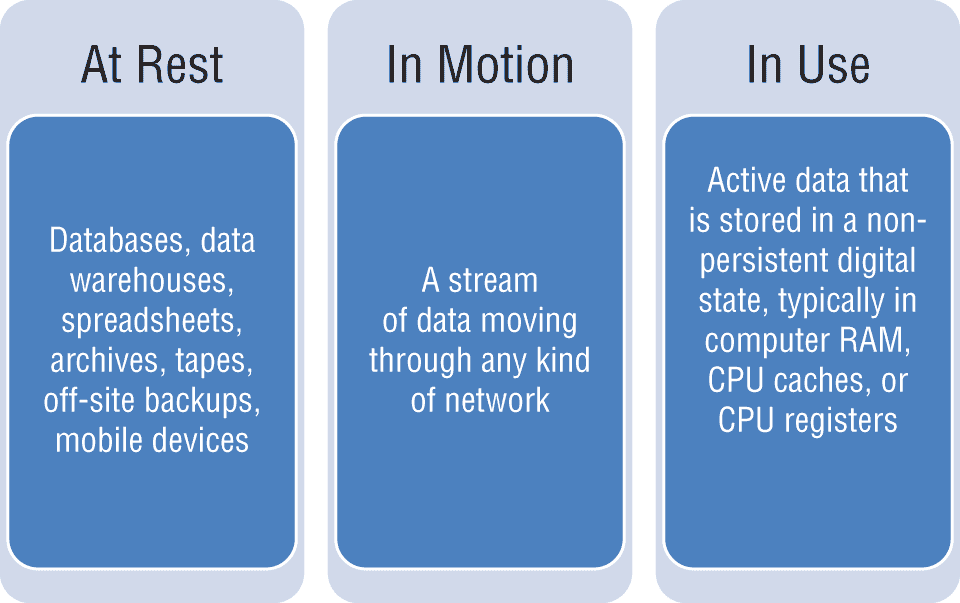 At Rest
Databases, data
warehouses,
spreadsheets,
archives, tapes,
off-site backups,
mobile devices
In Motion
A stream
of data moving
through any kind
of network
In Use
Active data that
is stored in a non-
persistent digital
state, typically in
computer RAM,
CPU caches, or
CPU registers